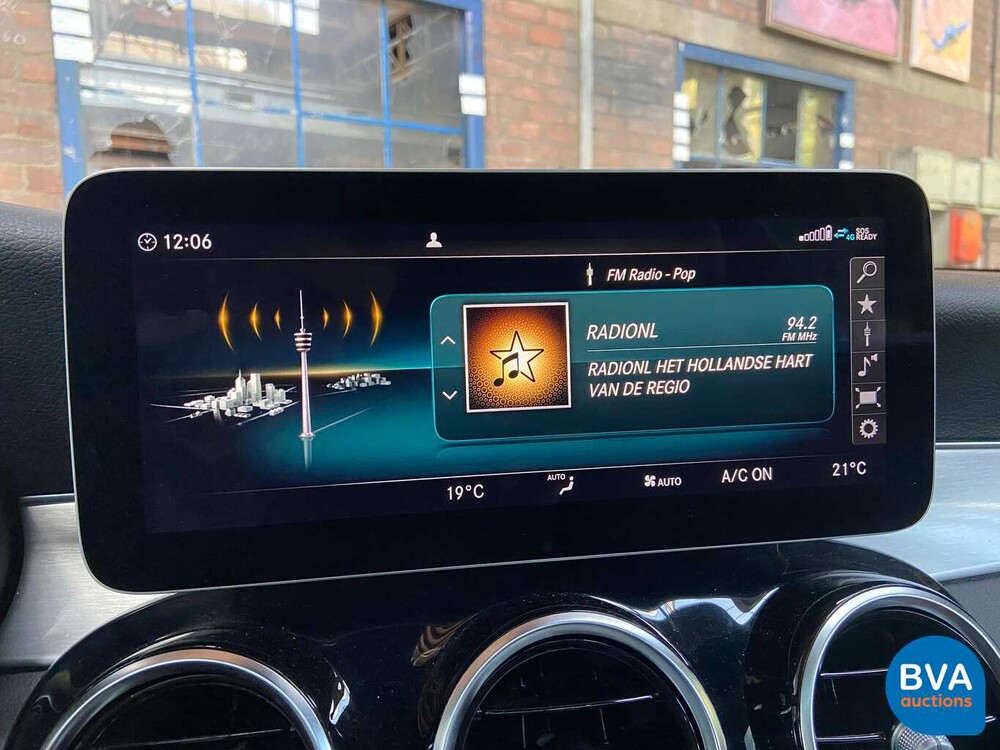 12:06
4G SOS READY
FM Radio - Pop
RADIONL
94.2
FM MHz
RADIONL HET HOLLANDSE HART
VAN DE REGIO
19°C
AUTO
AUTO
A/C ON
21°C
BVA
auctions